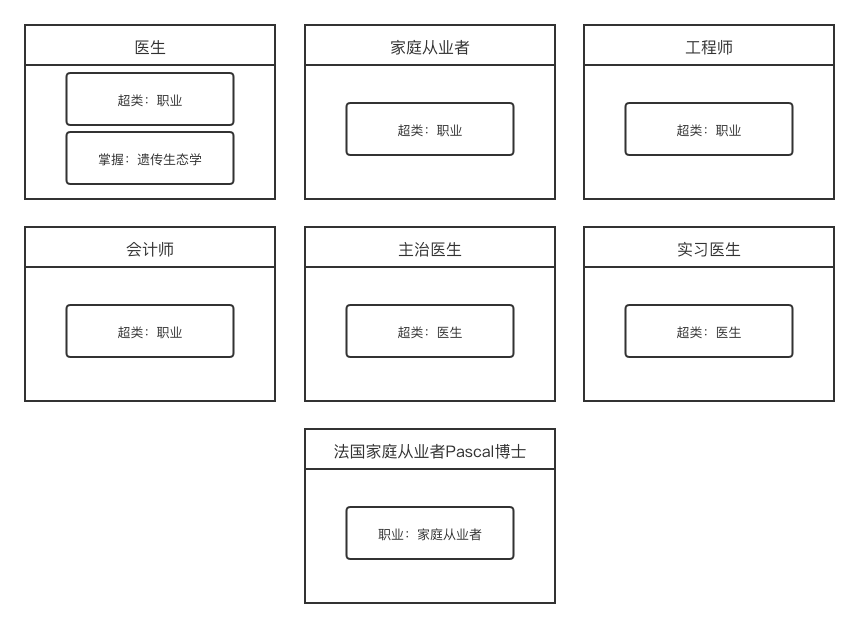 医生
超类：职业
掌握：遗传生态学
家庭从业者
超类：职业
工程师
超类：职业
会计师
超类：职业
主治医生
超类：医生
实习医生
超类：医生
法国家庭从业者Pascal博士
职业：家庭从业者